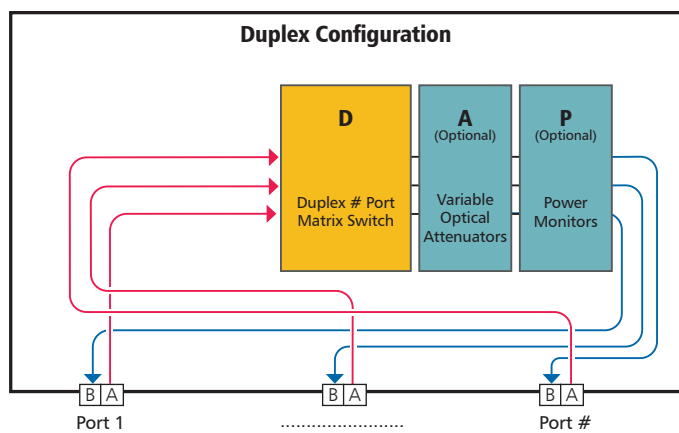 Duplex Configuration
D
Duplex # Port
Matrix Switch
A
(Optional)
Variable
Optical
Attenuators
P
(Optional)
Power
Monitors
B A
B A
B A
Port 1
........................
Port #